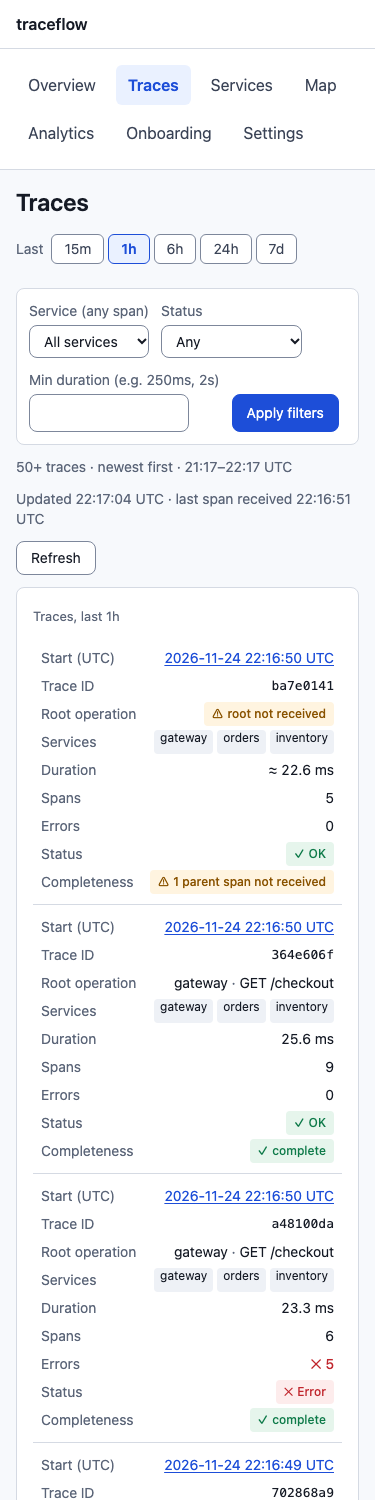 traceflow
Overview Traces Services Map
Analytics Onboarding Settings
Traces
Last 15m 1h 6h 24h 7d
Service (any span) Status
All services Any
Min duration (e.g. 250ms, 2s)
Apply filters
50+ traces · newest first · 21:17–22:17 UTC
Updated 22:17:04 UTC · last span received 22:16:51
UTC
Refresh
Traces, last 1h
Start (UTC) 2026-11-24 22:16:50 UTC
Trace ID ba7e0141
Root operation ⚠ root not received
Services gateway orders inventory
Duration ≈ 22.6 ms
Spans 5
Errors 0
Status ✓ OK
Completeness ⚠ 1 parent span not received
Start (UTC) 2026-11-24 22:16:50 UTC
Trace ID 364e606f
Root operation gateway · GET /checkout
Services gateway orders inventory
Duration 25.6 ms
Spans 9
Errors 0
Status ✓ OK
Completeness ✓ complete
Start (UTC) 2026-11-24 22:16:50 UTC
Trace ID a48100da
Root operation gateway · GET /checkout
Services gateway orders inventory
Duration 23.3 ms
Spans 6
Errors ✕ 5
Status ✕ Error
Completeness ✓ complete
Start (UTC) 2026-11-24 22:16:49 UTC
Trace ID 702868a9